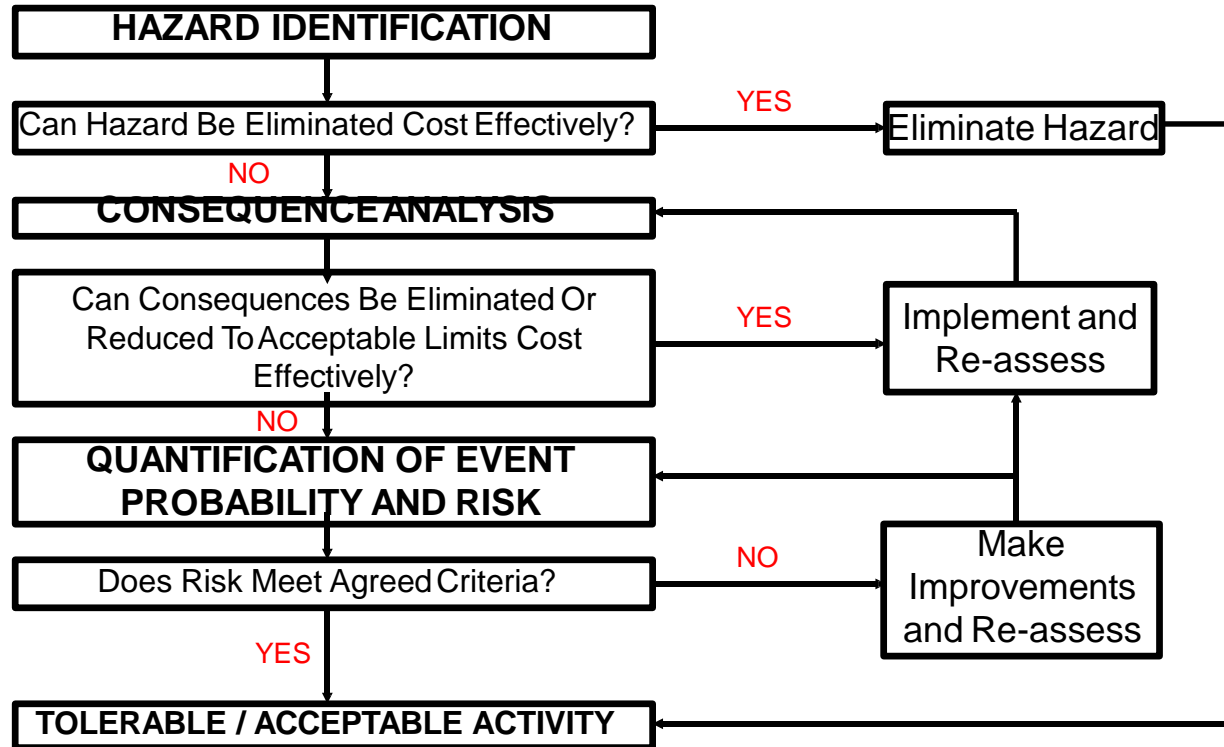 HAZARD IDENTIFICATION
YES
Can Hazard Be Eliminated Cost Effectively?
Eliminate Hazard
NO
CONSEQUENCE ANALYSIS
Can Consequences Be Eliminated Or
Reduced To Acceptable Limits Cost
Effectively?
YES
Implement and
Re-assess
NO
QUANTIFICATION OF EVENT
PROBABILITY AND RISK
Does Risk Meet Agreed Criteria?
NO
Make
Improvements
and Re-assess
YES
TOLERABLE / ACCEPTABLE ACTIVITY